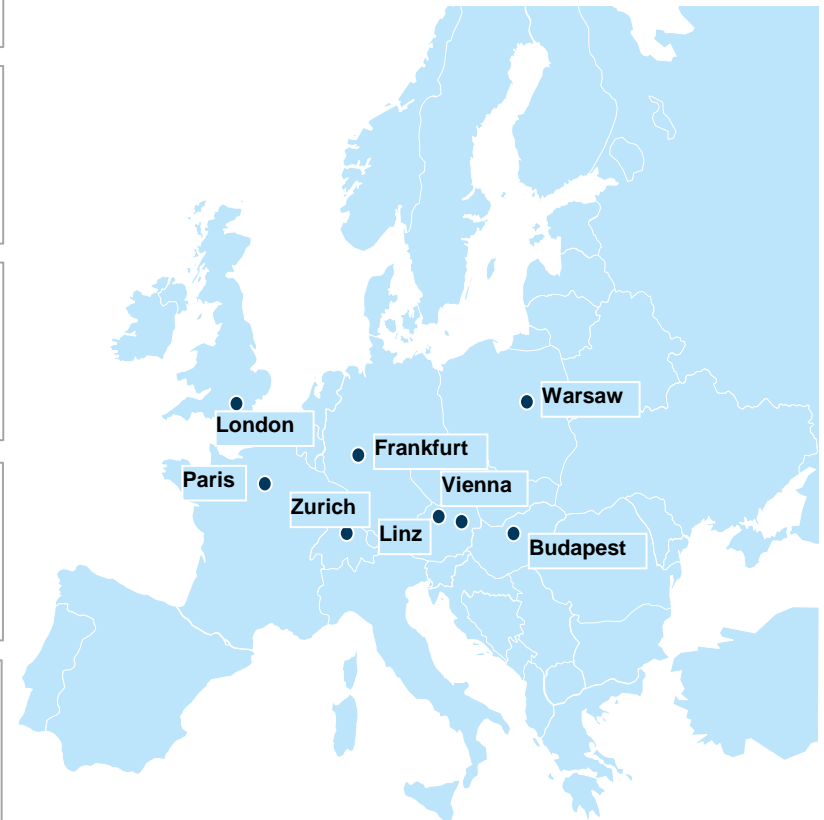 Warsaw
London
Frankfurt
Paris
Vienna
Zurich
Linz
Budapest